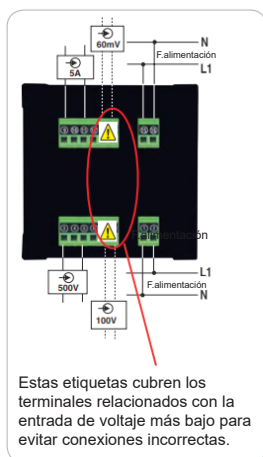 60mV
N
F.alimentación
L1
5A
F.alimentación
L1
F.alimentación
N
500V
100V
Estas etiquetas cubren los
terminales relacionados con la
entrada de voltaje más bajo para
evitar conexiones incorrectas.